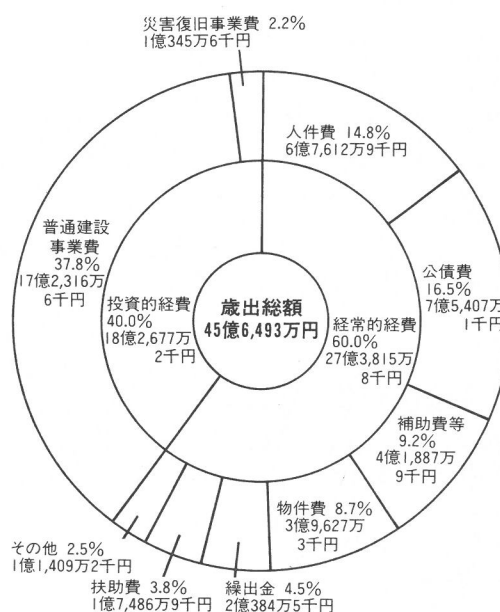 災害復旧事業費 2.2%
1億345万6千円
人件費 14.8%
6億7,612万9千円
普通建設
事業費
37.8%
17億2,316万
6千円
公債費
16.5%
7億5,407万
1千円
投資的経費
40.0%
18億2,677万
2千円
歳出総額
45億6,493万円
経常的経費
60.0%
27億3,815万
8千円
補助費等
9.2%
4億1,887万
9千円
物件費 8.7%
3億9,627万
3千円
その他 2.5%
1億1,409万2千円
扶助費 3.8%
1億7,486万9千円
繰出金 4.5%
2億384万5千円